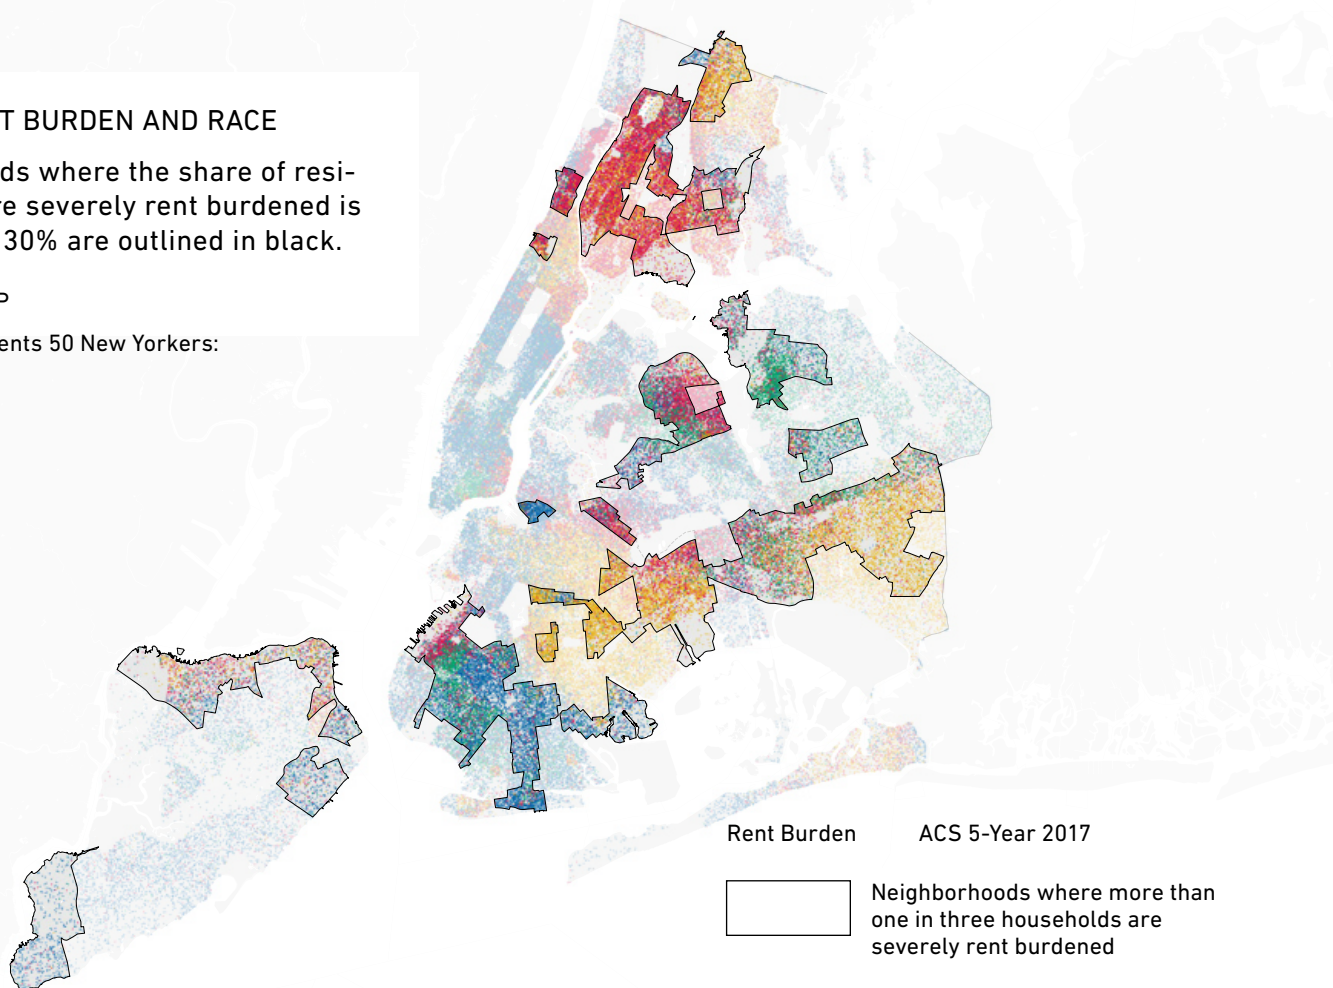 T BURDEN AND RACE
ds where the share of resi-
re severely rent burdened is
30% are outlined in black.
P
ents 50 New Yorkers:
Rent Burden ACS 5-Year 2017
Neighborhoods where more than
one in three households are
severely rent burdened